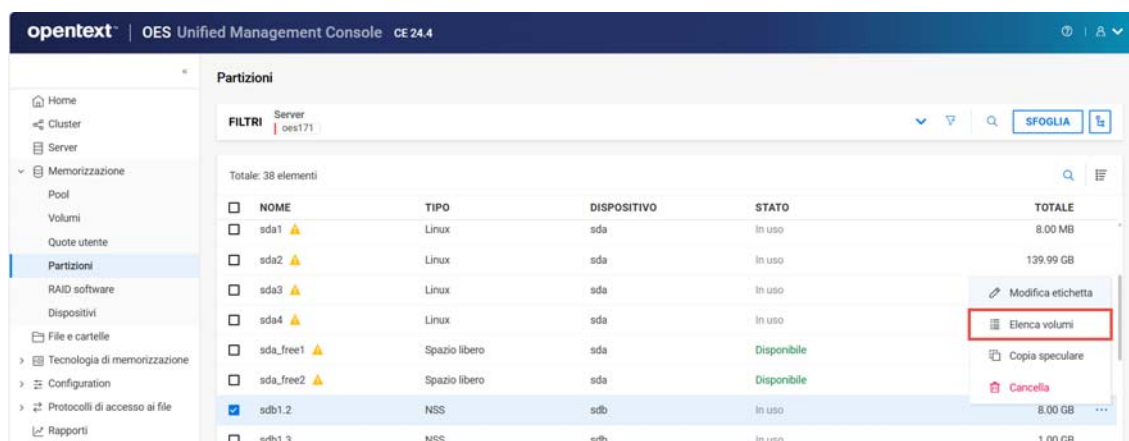 opentext™ | OES Unified Management Console CE 24.4
Partizioni
Home
Cluster
Server
Memorizzazione
Pool
Volumi
Quote utente
Partizioni
RAID software
Dispositivi
File e cartelle
Tecnologia di memorizzazione
Configuration
Protocolli di accesso ai file
Rapporti
FILTRI Server oes171 SFOGLIA
Totale: 38 elementi
NOME TIPO DISPOSITIVO STATO TOTALE
sda1 Linux sda In uso 8.00 MB
sda2 Linux sda In uso 139.99 GB
sda3 Linux sda In uso
sda4 Linux sda In uso
sda_free1 Spazio libero sda Disponibile
sda_free2 Spazio libero sda Disponibile
sdb1.2 NSS sdb In uso 8.00 GB
sdb1.3 NSS sdb In uso 1.00 GB
Modifica etichetta
Elenca volumi
Copia speculare
Cancella